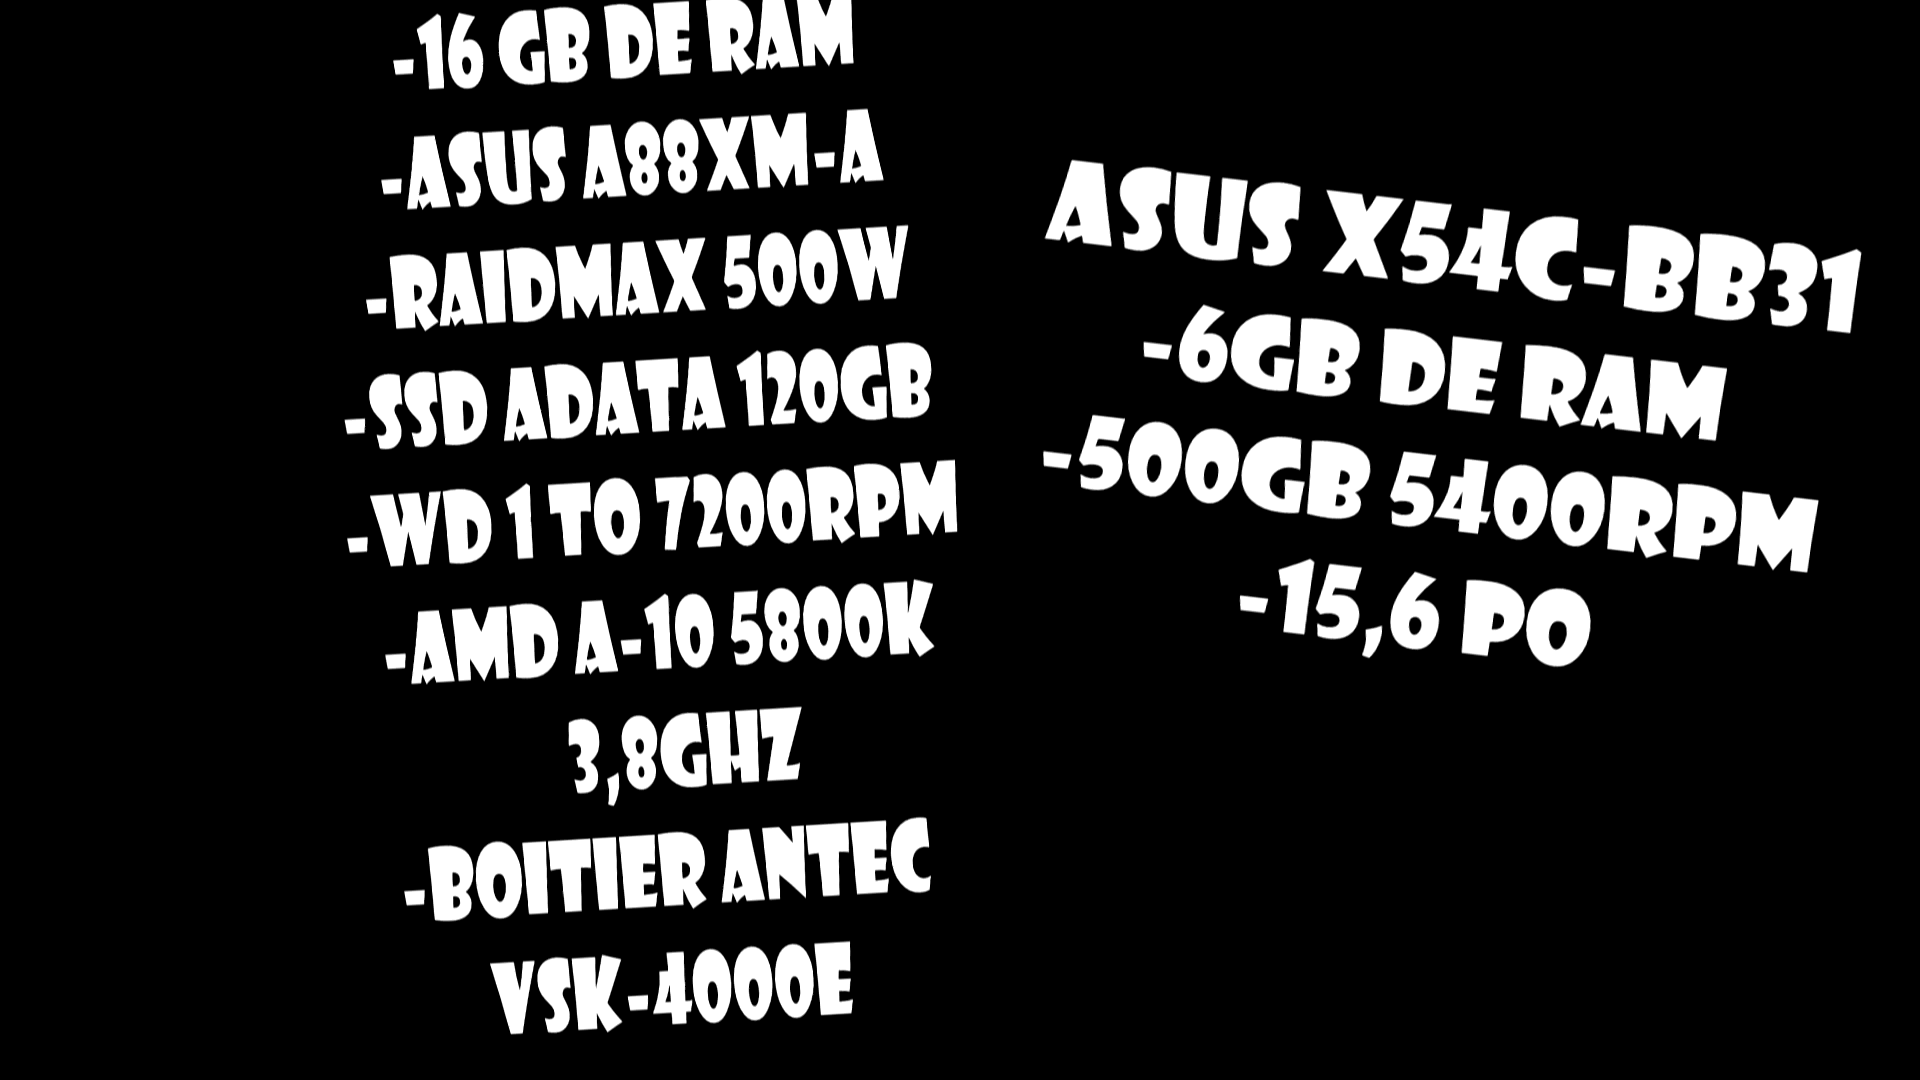 -16 GB DE RAM
-ASUS A88XM-A
-RAIDMAX 500W
-SSD ADATA 120GB
-WD 1 TO 7200RPM
-AMD A-10 5800K
3,8GHZ
-BOITIER ANTEC
VSK-4000E
ASUS X54C-BB31
-6GB DE RAM
-500GB 5400RPM
-15,6 PO